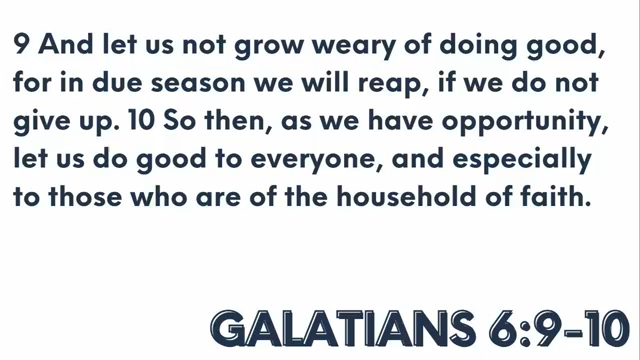 9 And let us not grow weary of doing good,
for in due season we will reap, if we do not
give up. 10 So then, as we have opportunity,
let us do good to everyone, and especially
to those who are of the household of faith.
GALATIANS 6:9-10